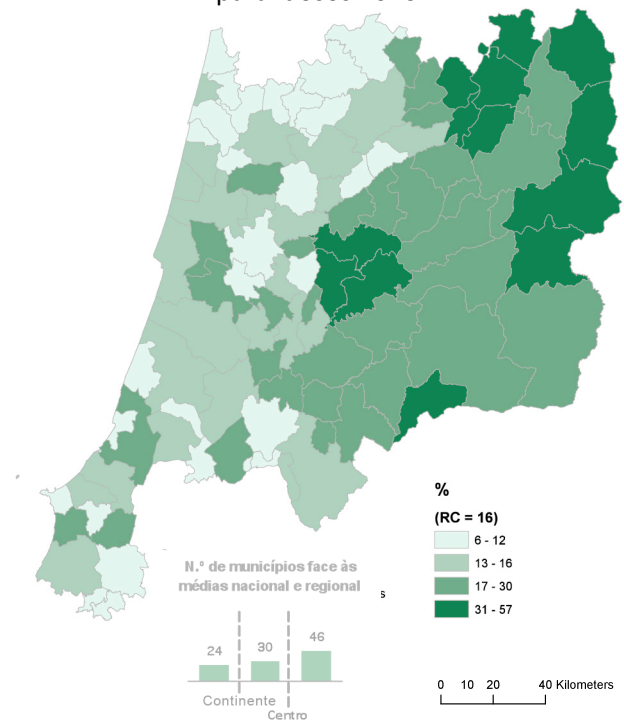 %
(RC = 16)
6 - 12
13 - 16
17 - 30
31 - 57
N.º de municípios face às
médias nacional e regional
s
24
30
46
Continente
Centro
0 10 20 40 Kilometers